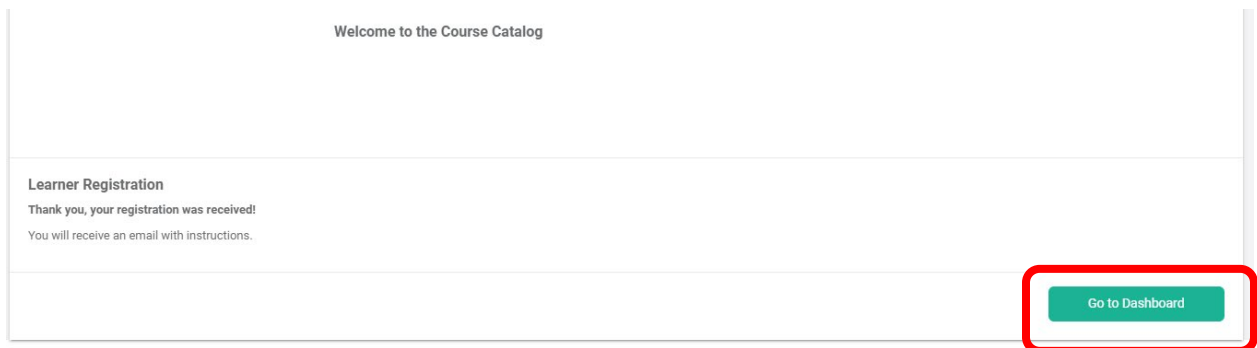 Welcome to the Course Catalog
Learner Registration
Thank you, your registration was received!
You will receive an email with instructions.
Go to Dashboard